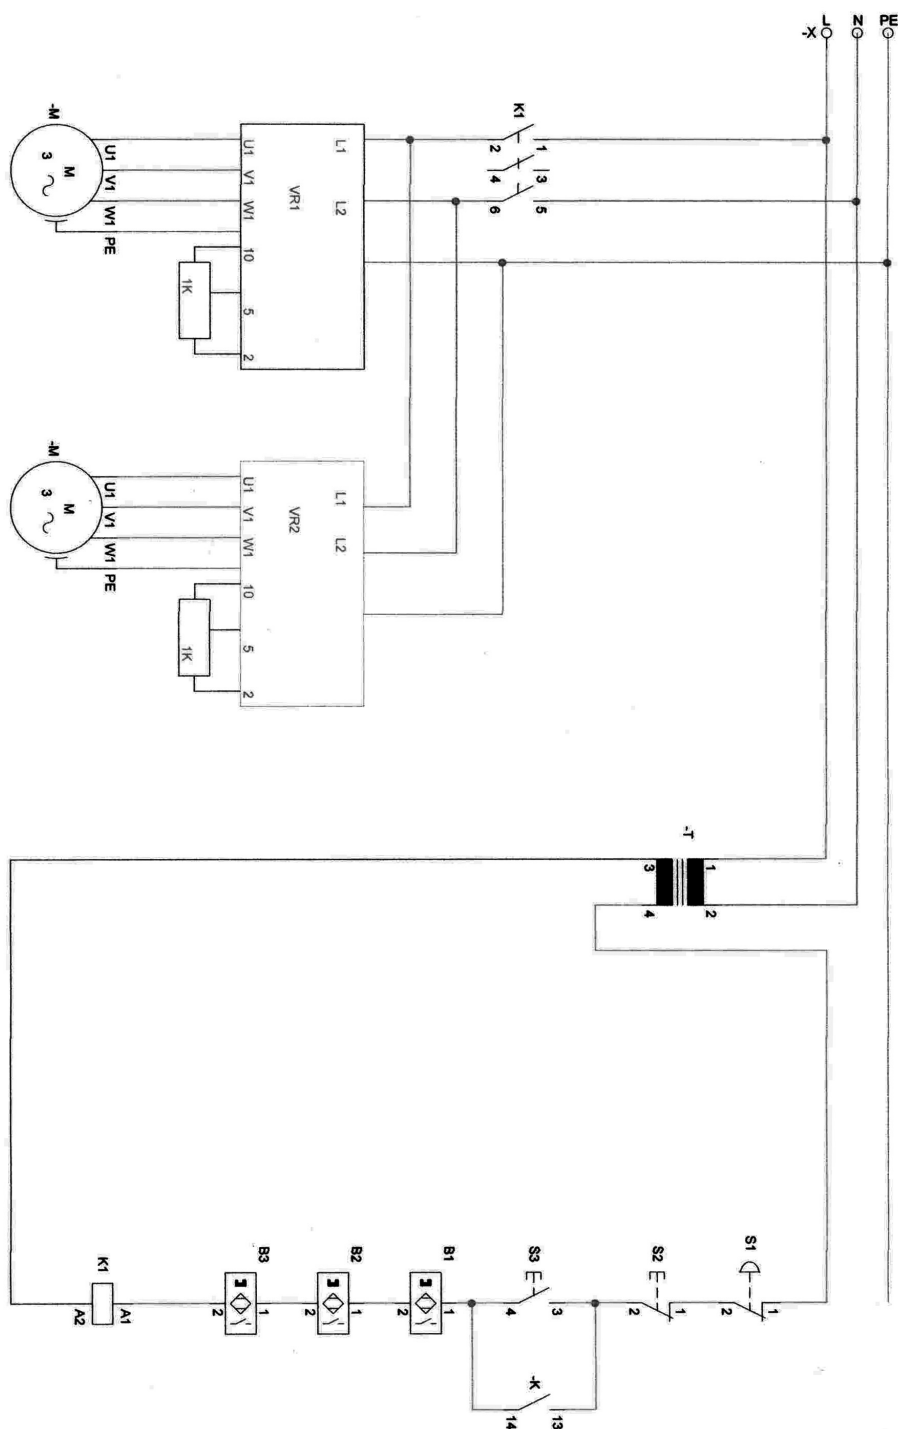 -X
L
N
PE
K1
1
2
3
4
5
6
-M
M
3
U1
V1
W1
PE
U1
V1
W1
10
5
2
1K
VR1
L1
L2
-M
M
3
U1
V1
W1
PE
U1
V1
W1
10
5
2
1K
VR2
L1
L2
-T
1
2
3
4
S1
1
2
S2
1
2
S3
3
4
-K
13
14
B1
1
2
B2
1
2
B3
1
2
K1
A1
A2